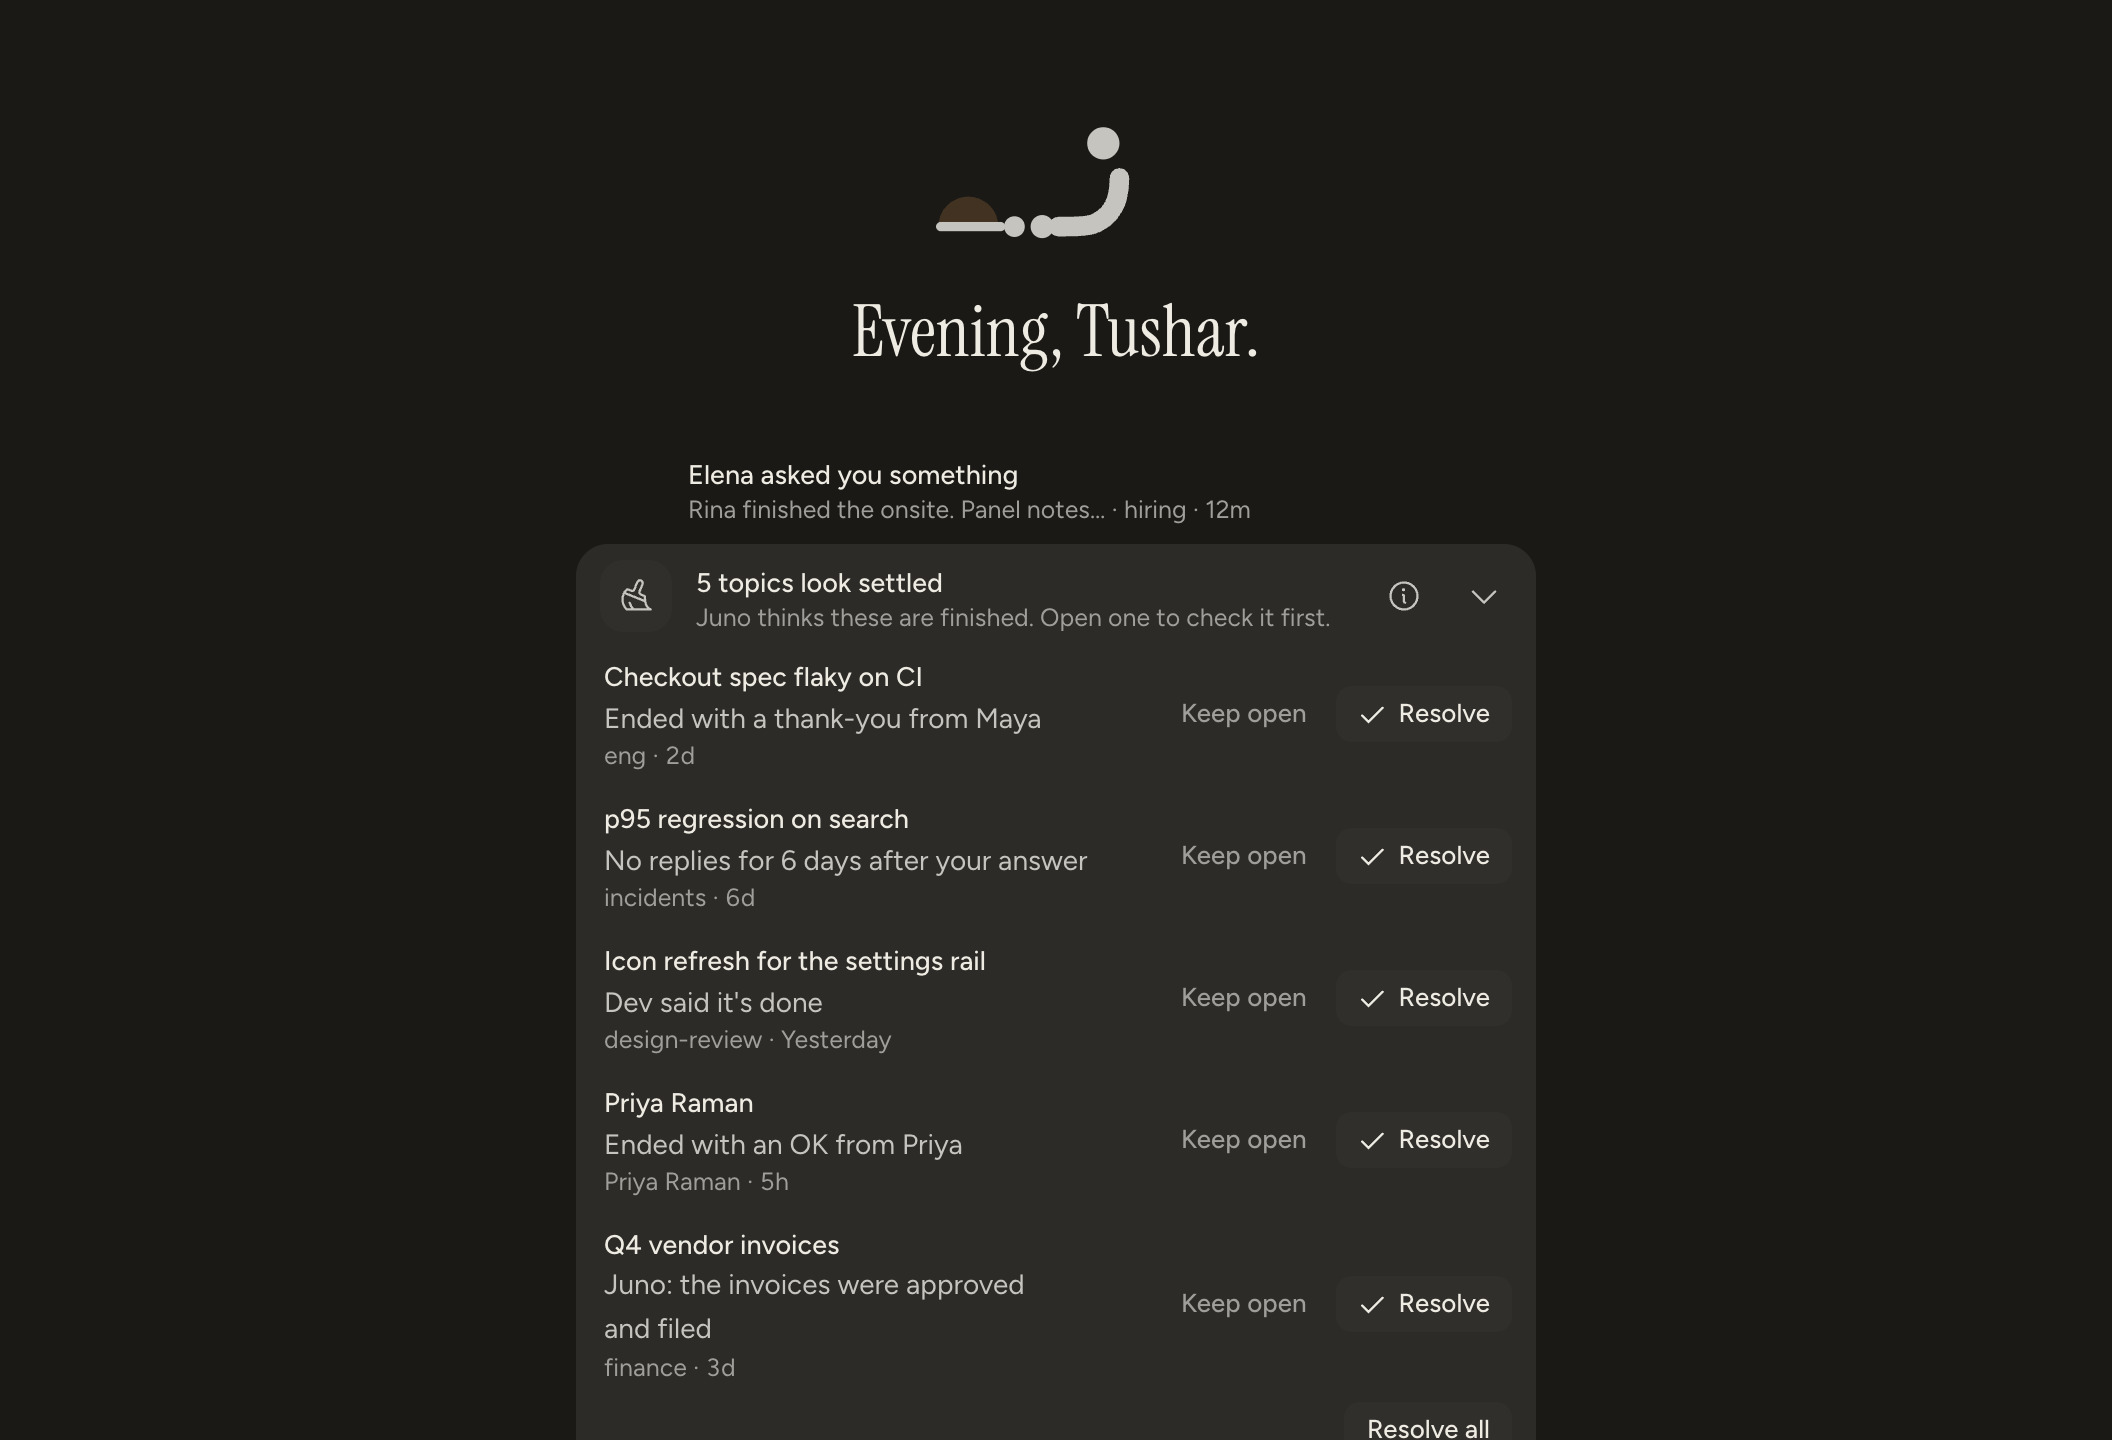 Evening, Tushar.
Elena asked you something
Rina finished the onsite. Panel notes... · hiring · 12m
5 topics look settled
Juno thinks these are finished. Open one to check it first.
Checkout spec flaky on CI
Ended with a thank-you from Maya
eng · 2d
Keep open
Resolve
p95 regression on search
No replies for 6 days after your answer
incidents · 6d
Keep open
Resolve
Icon refresh for the settings rail
Dev said it's done
design-review · Yesterday
Keep open
Resolve
Priya Raman
Ended with an OK from Priya
Priya Raman · 5h
Keep open
Resolve
Q4 vendor invoices
Juno: the invoices were approved
and filed
finance · 3d
Keep open
Resolve
Resolve all